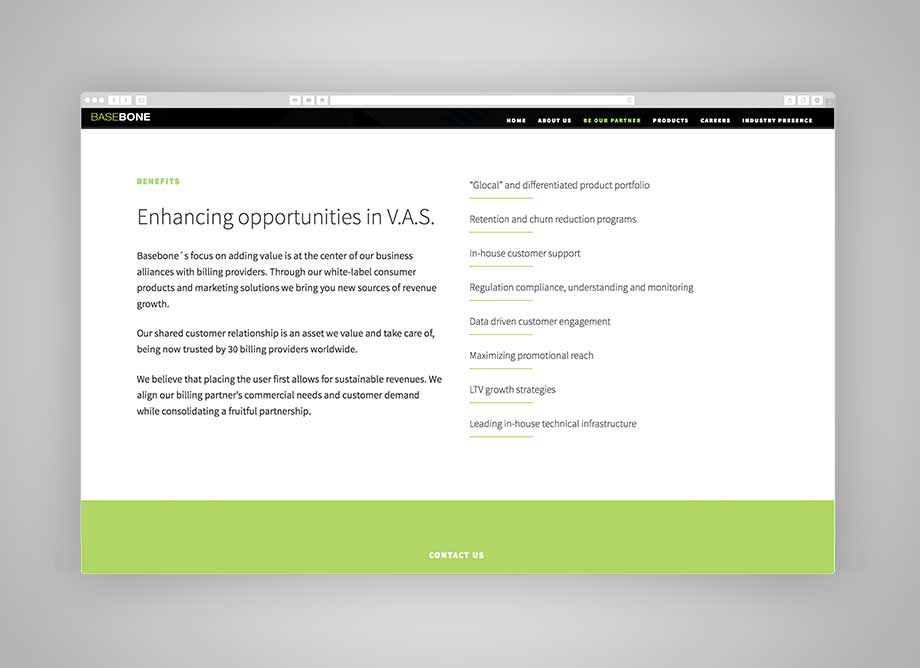 BASEBONE
HOME ABOUT US BE OUR PARTNER PRODUCTS CAREERS INDUSTRY PRESENCE
BENEFITS
Enhancing opportunities in V.A.S.
Basebone´s focus on adding value is at the center of our business
alliances with billing providers. Through our white-label consumer
products and marketing solutions we bring you new sources of revenue
growth.
Our shared customer relationship is an asset we value and take care of,
being now trusted by 30 billing providers worldwide.
We believe that placing the user first allows for sustainable revenues. We
align our billing partner's commercial needs and customer demand
while consolidating a fruitful partnership.
"Glocal" and differentiated product portfolio
Retention and churn reduction programs
In-house customer support
Regulation compliance, understanding and monitoring
Data driven customer engagement
Maximizing promotional reach
LTV growth strategies
Leading in-house technical infrastructure
CONTACT US